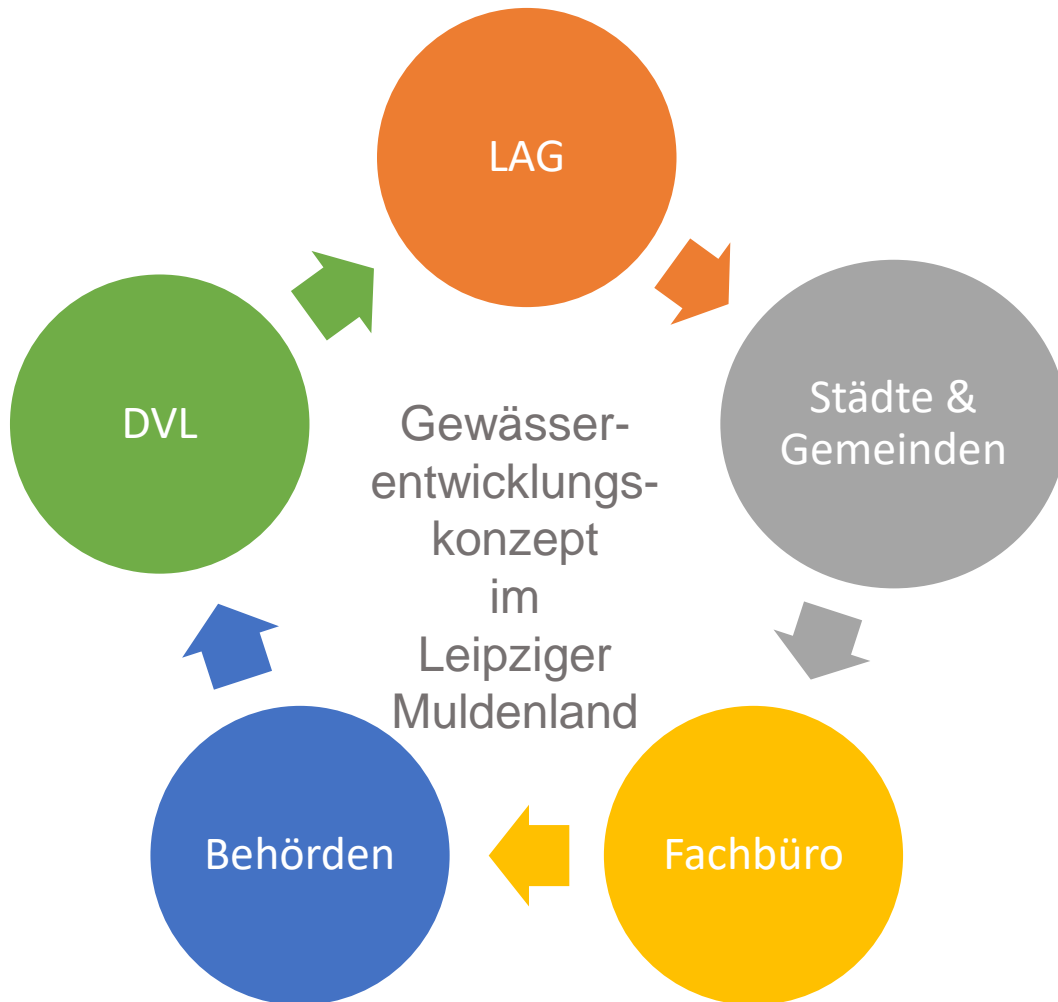 LAG
Städte &
Gemeinden
DVL
Gewässer-
entwicklungs-
konzept
im
Leipziger
Muldenland
Behörden
Fachbüro